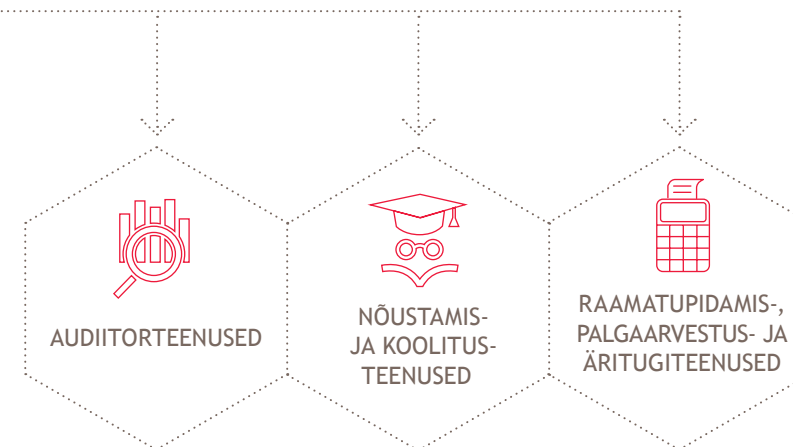 AUDIITORTEENUSED
NÕUSTAMIS-
JA KOOLITUS-
TEENUSED
RAAMATUPIDAMIS-,
PALGAARVESTUS- JA
ÄRITUGITEENUSED